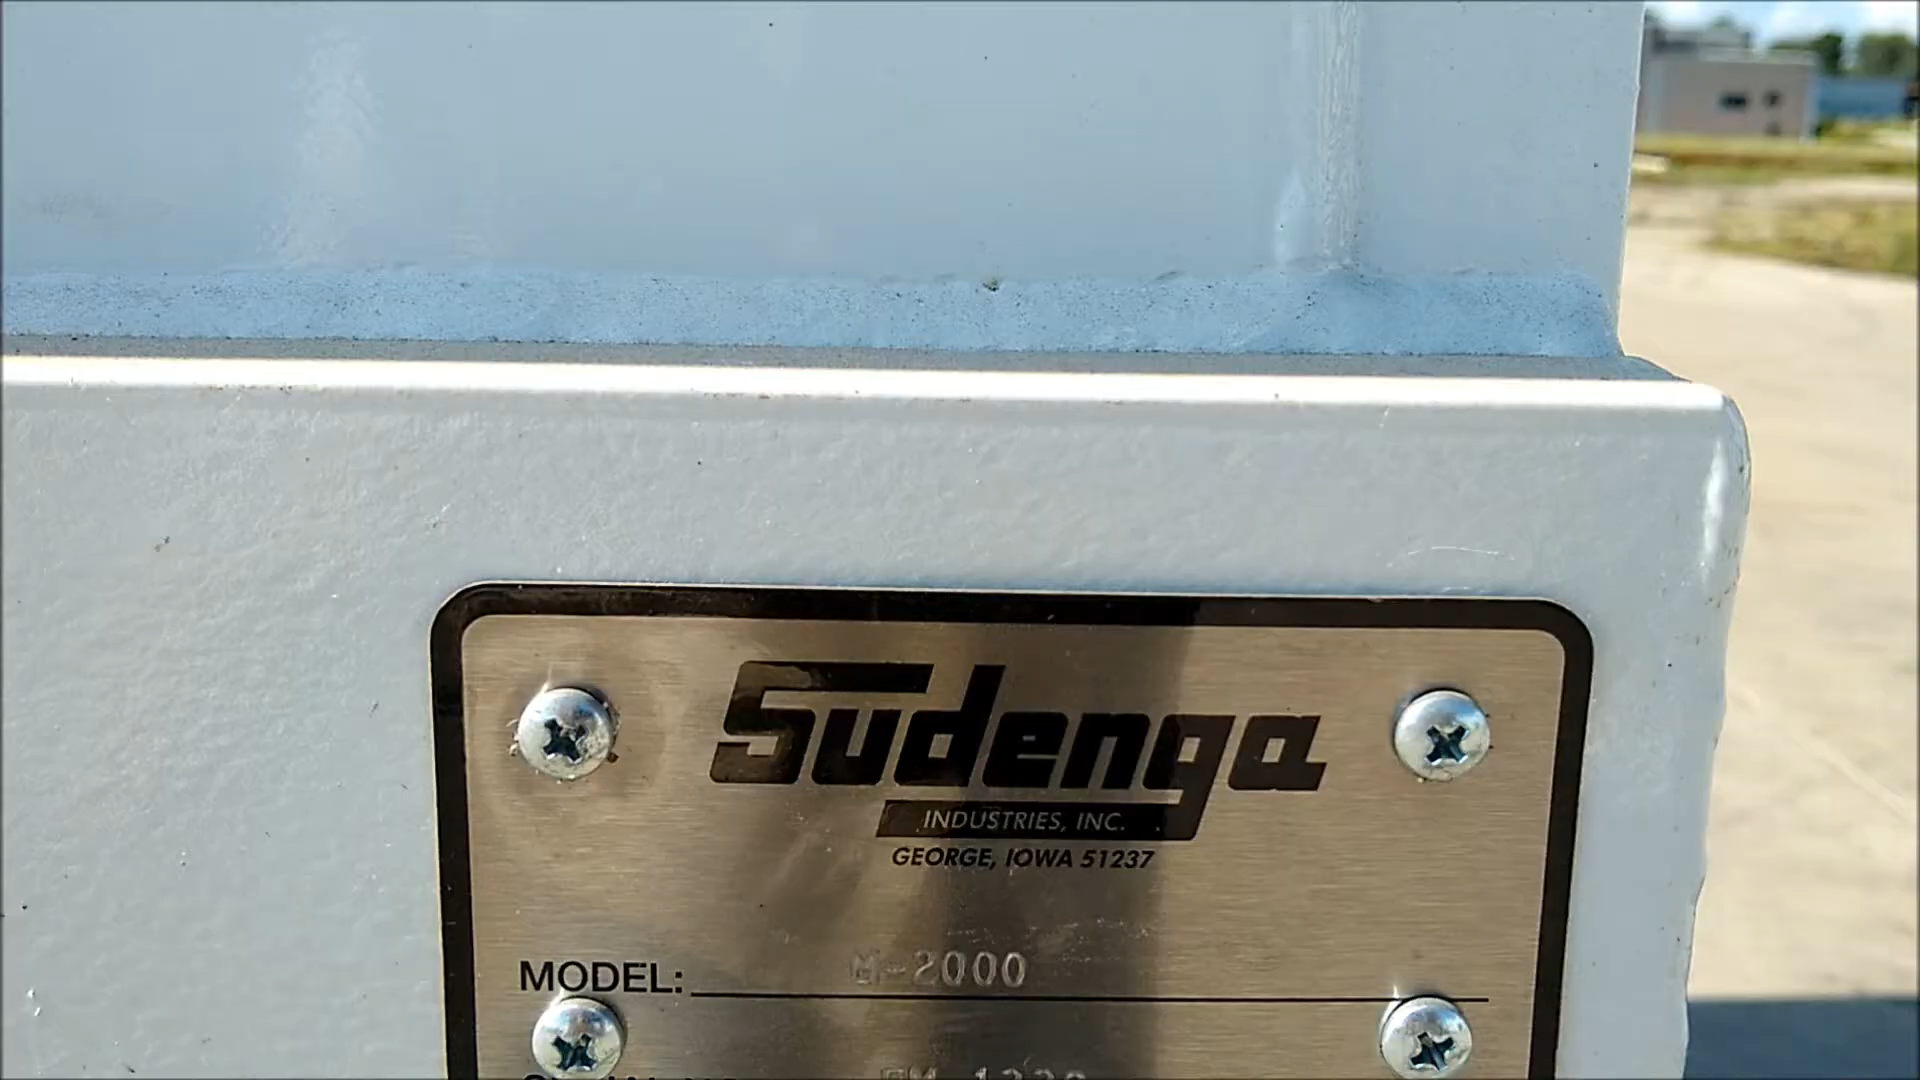 Sudenga
INDUSTRIES, INC.
GEORGE, IOWA 51237
MODEL: M-2000